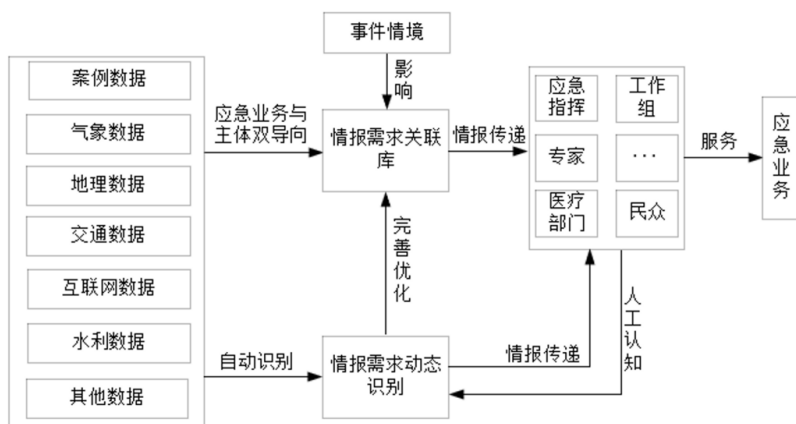 事件情境
影响
案例数据
气象数据
地理数据
交通数据
互联网数据
水利数据
其他数据
应急业务与
主体双导向
情报需求关联
库
情报传递
应急
指挥
工作
组
专家
...
医疗
部门
民众
服务
应急业务
完善优化
自动识别
情报需求动态
识别
情报传递
人工认知